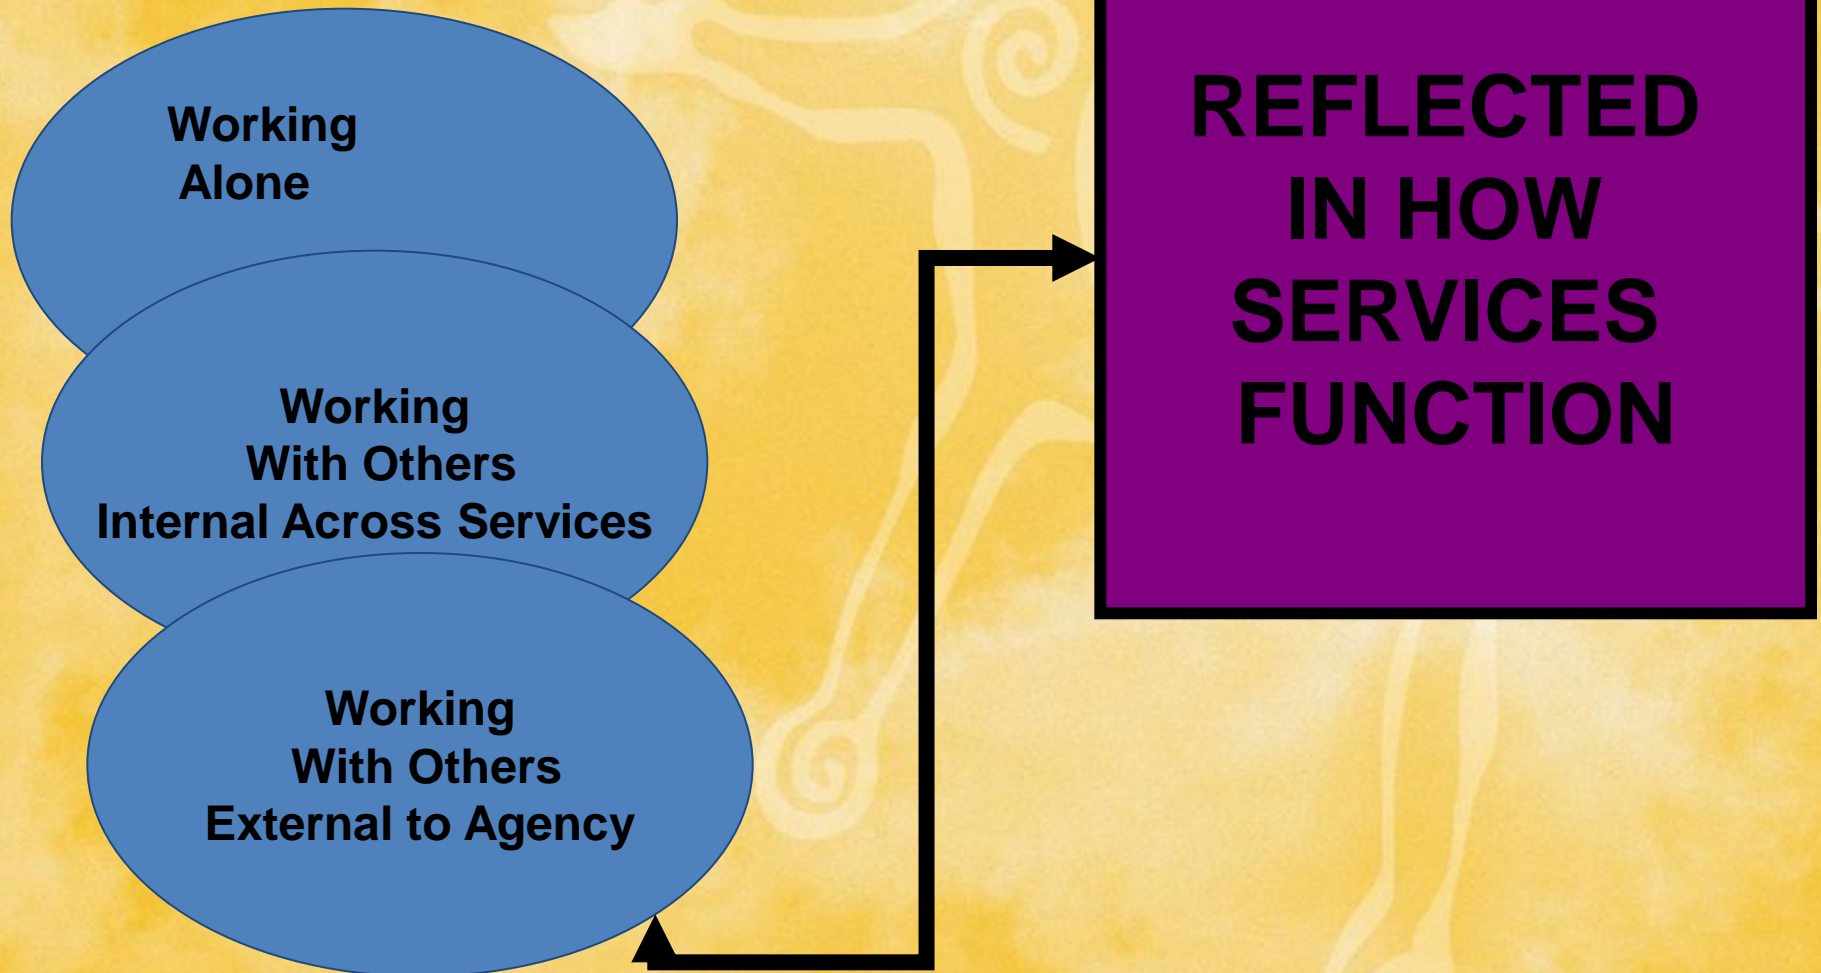 Working
Alone
Working
With Others
Internal Across Services
Working
With Others
External to Agency
REFLECTED
IN HOW
SERVICES
FUNCTION